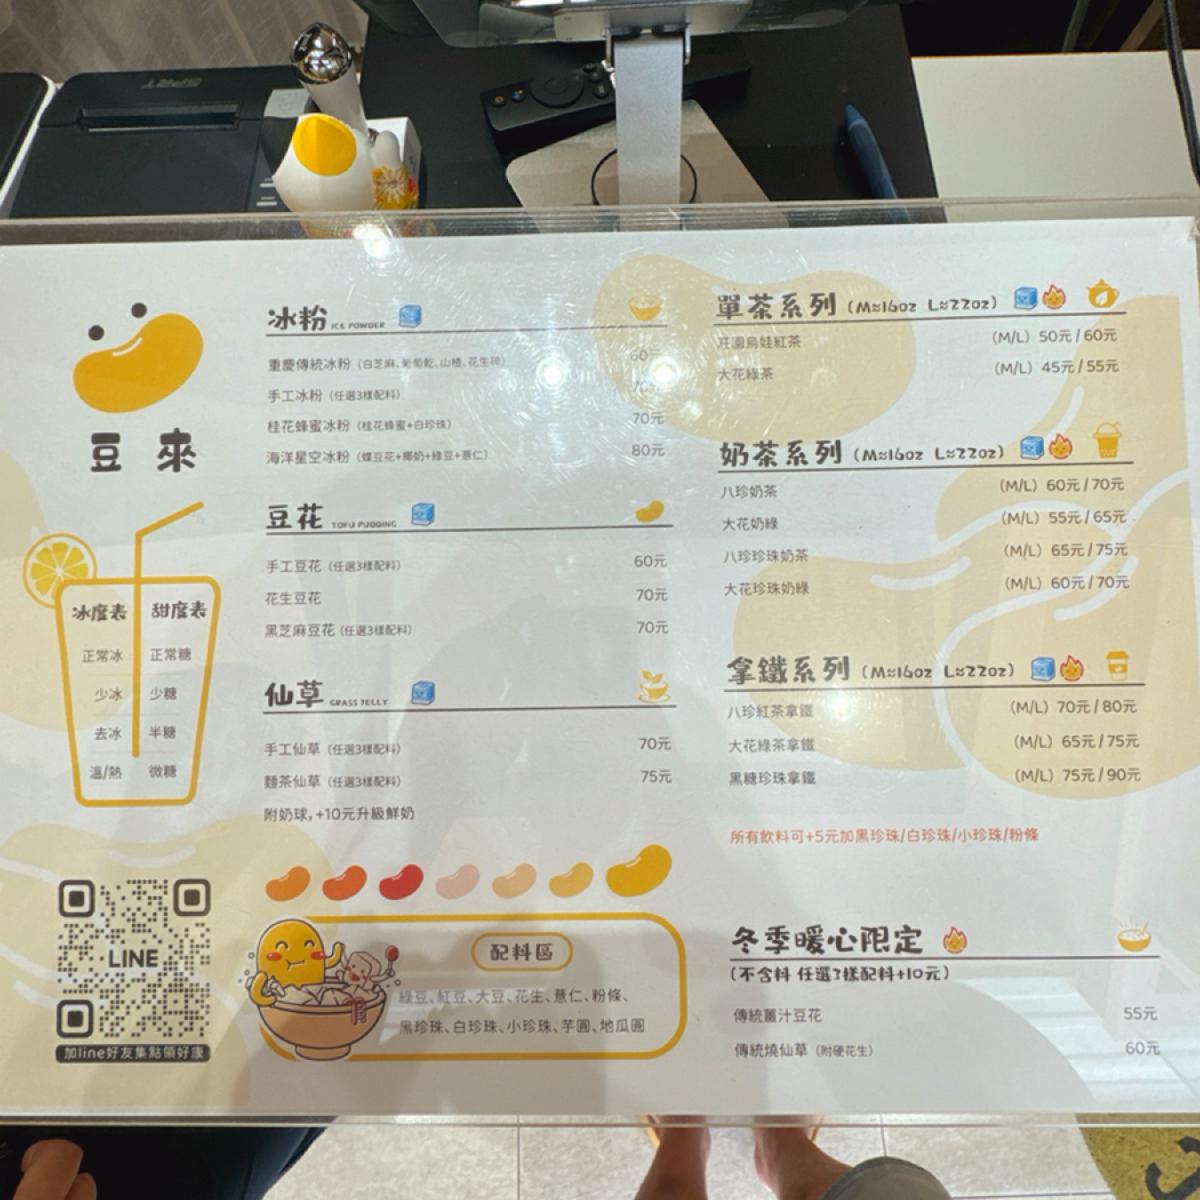 豆來
冰度表 甜度表
正常冰 正常糖
少冰 少糖
去冰 半糖
溫/熱 微糖
LINE
加line好友集點領好康
冰粉 ICE POWDER
重慶傳統冰粉 (白芝麻、葡萄乾、山楂、花生碎) 60元
手工冰粉 (任選3樣配料) 70元
桂花蜂蜜冰粉 (桂花蜂蜜+白珍珠) 70元
海洋星空冰粉 (蝶豆花+椰奶+綠豆+薏仁) 80元
豆花 TOFU PUDDING
手工豆花 (任選3樣配料) 60元
花生豆花 70元
黑芝麻豆花 (任選3樣配料) 70元
仙草 GRASS JELLY
手工仙草 (任選3樣配料) 70元
麵茶仙草 (任選3樣配料) 75元
附奶球,+10元升級鮮奶
配料區
綠豆、紅豆、大豆、花生、薏仁、粉條、
黑珍珠、白珍珠、小珍珠、芋圓、地瓜圓
單茶系列 (M≈16oz L≈22oz)
莊園烏娃紅茶 (M/L) 50元/60元
大花綠茶 (M/L) 45元/55元
奶茶系列 (M≈16oz L≈22oz)
八珍奶茶 (M/L) 60元/70元
大花奶綠 (M/L) 55元/65元
八珍珍珠奶茶 (M/L) 65元/75元
大花珍珠奶綠 (M/L) 60元/70元
拿鐵系列 (M≈16oz L≈22oz)
八珍紅茶拿鐵 (M/L) 70元/80元
大花綠茶拿鐵 (M/L) 65元/75元
黑糖珍珠拿鐵 (M/L) 75元/90元
所有飲料可+5元加黑珍珠/白珍珠/小珍珠/粉條
冬季暖心限定
(不含料 任選3樣配料+10元)
傳統薑汁豆花 55元
傳統燒仙草 (附硬花生) 60元